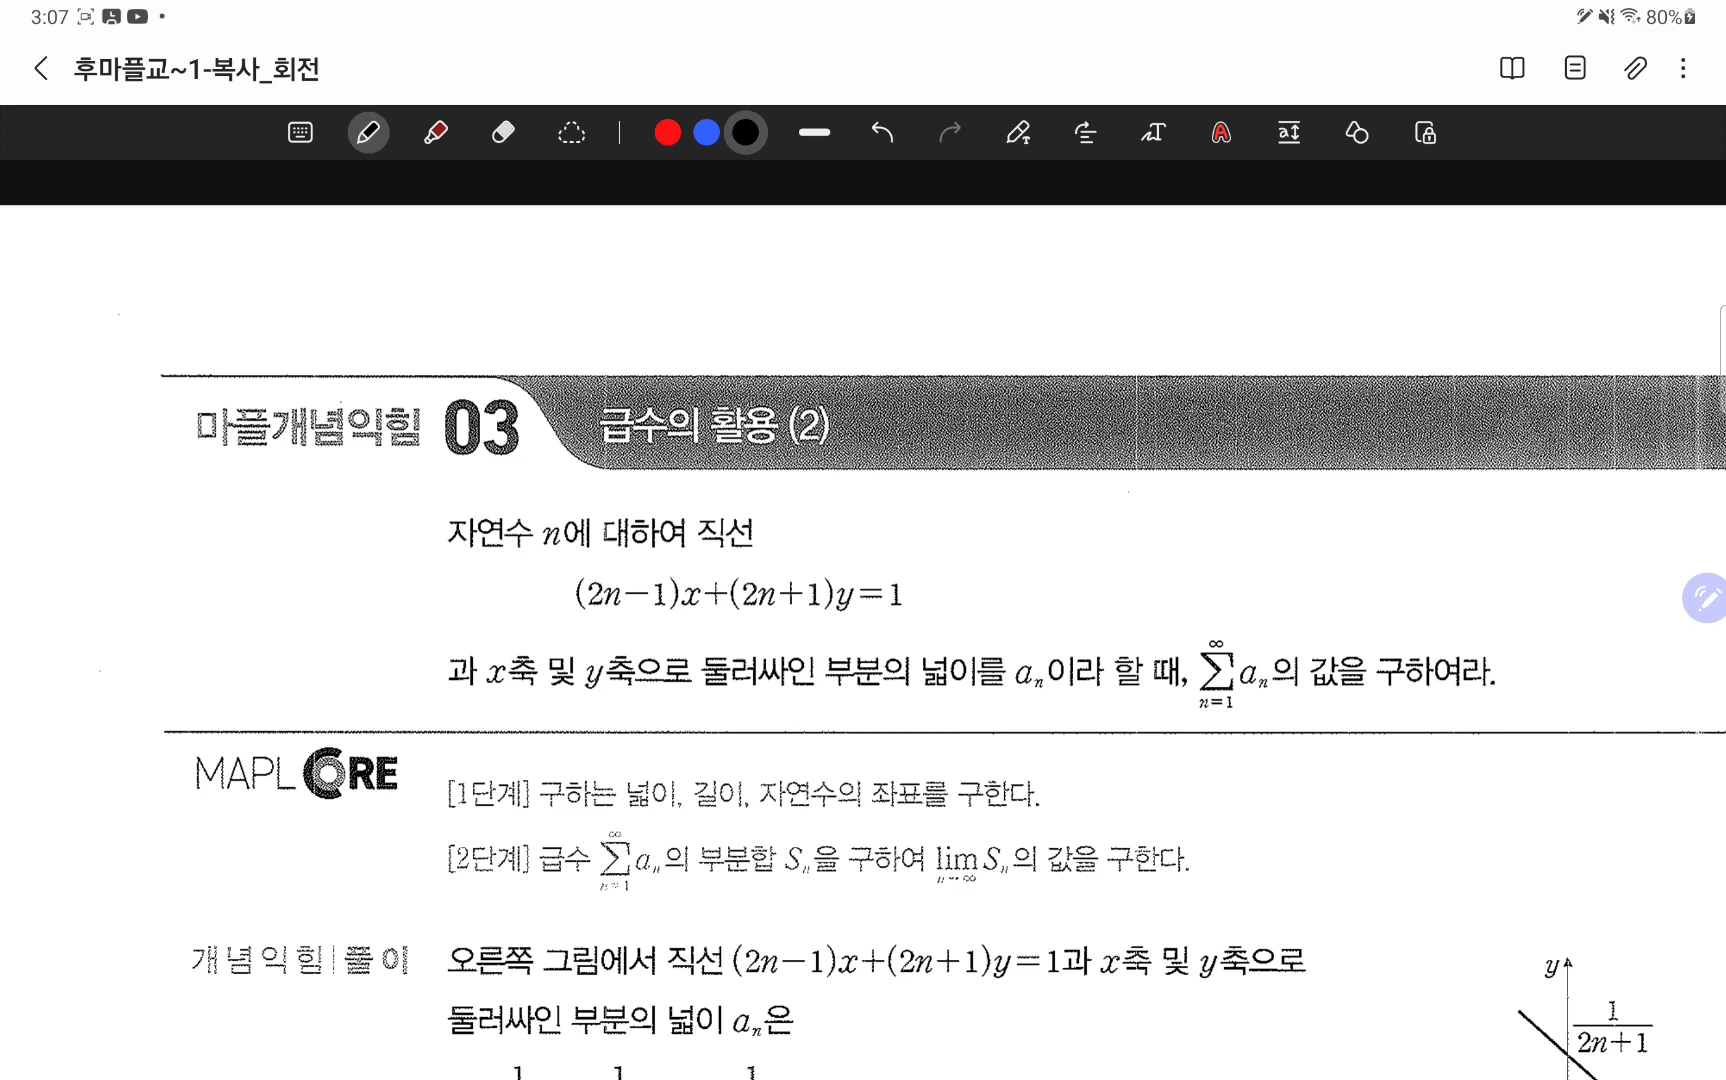 3:07
80%
후마플교~1-복사_회전
마플개념익힘 03 급수의 활용 (2)
자연수 n에 대하여 직선
(2n−1)x+(2n+1)y=1
과 x축 및 y축으로 둘러싸인 부분의 넓이를 aₙ이라 할 때, ∑_{n=1}^{∞} aₙ의 값을 구하여라.
MAPL CORE
[1단계] 구하는 넓이, 길이, 자연수의 좌표를 구한다.
[2단계] 급수 ∑_{n=1}^{∞} aₙ의 부분합 Sₙ을 구하여 lim_{n→∞} Sₙ의 값을 구한다.
개념익힘 | 풀이
오른쪽 그림에서 직선 (2n−1)x+(2n+1)y=1과 x축 및 y축으로
둘러싸인 부분의 넓이 aₙ은
1 1 1
y
1/(2n+1)